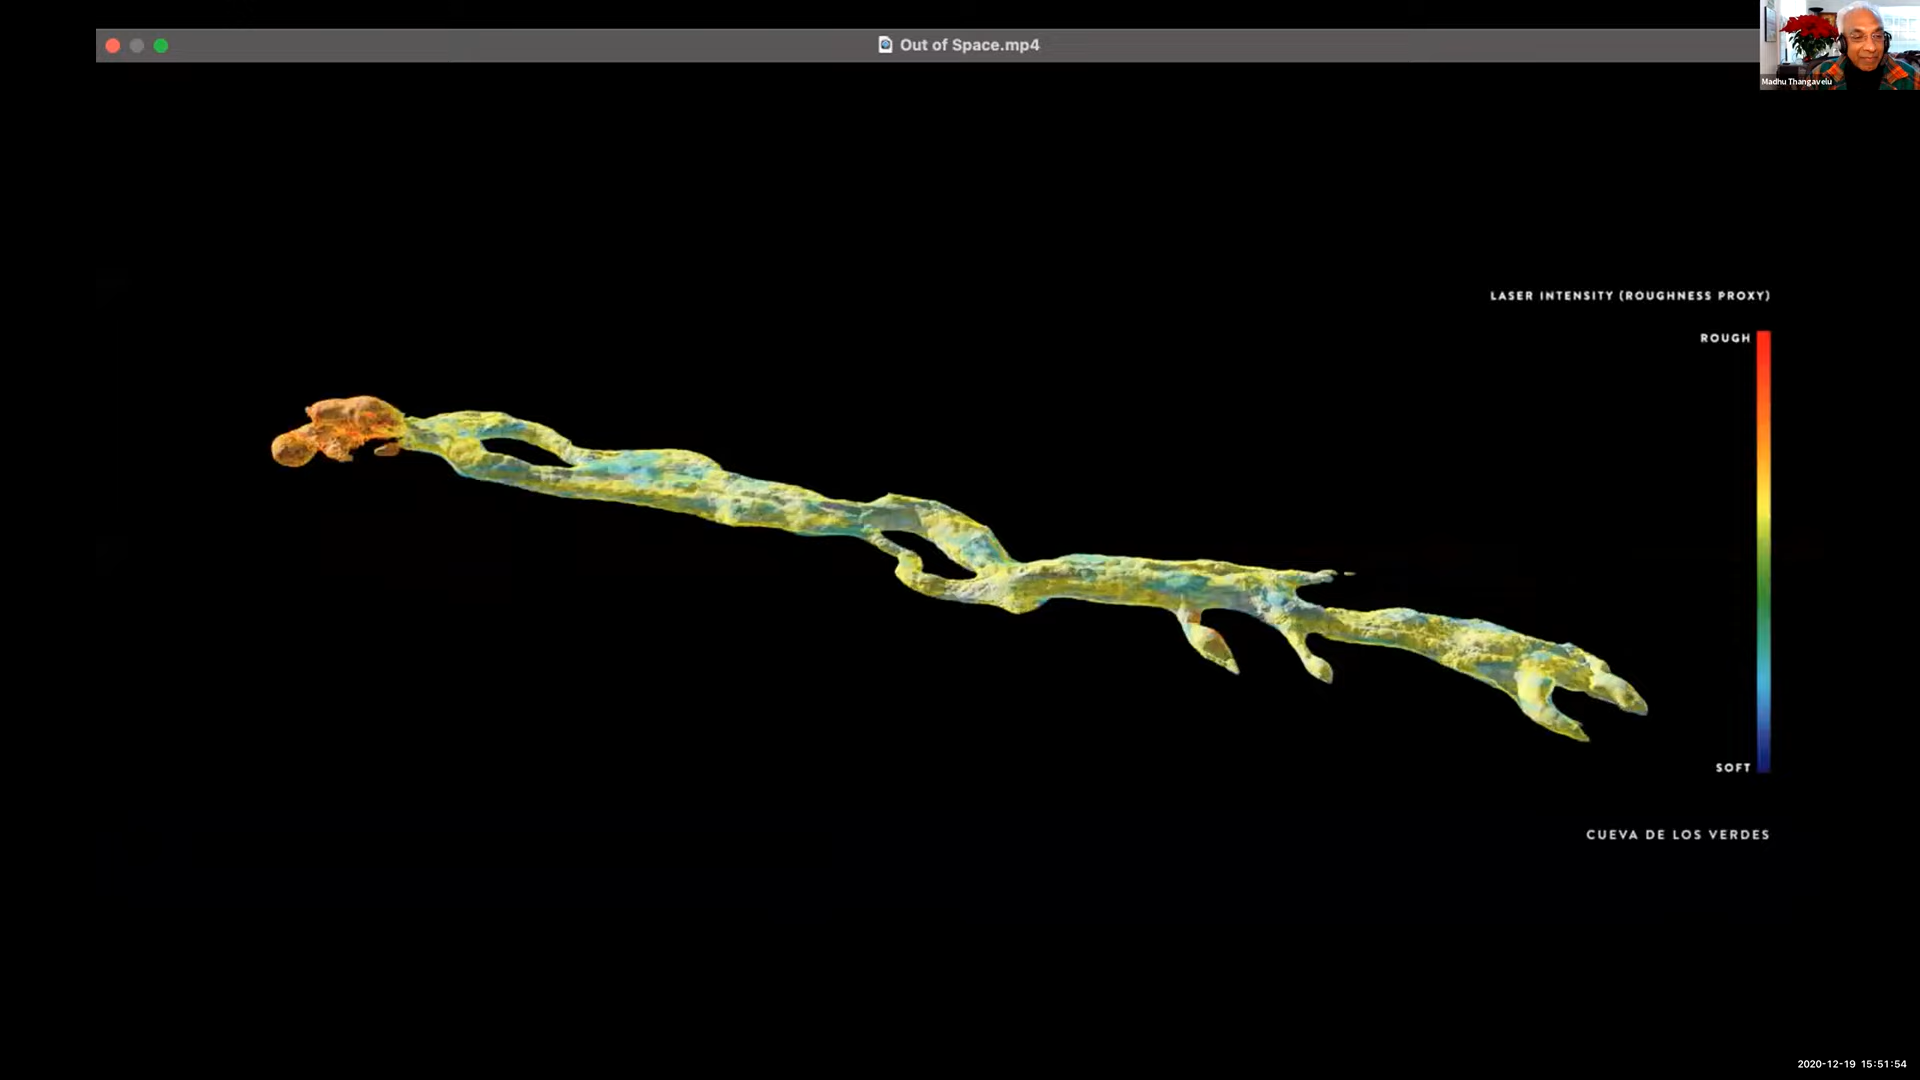 Out of Space.mp4
Madhu Thangavelu
LASER INTENSITY (ROUGHNESS PROXY)
ROUGH
SOFT
CUEVA DE LOS VERDES
2020-12-19 15:51:54